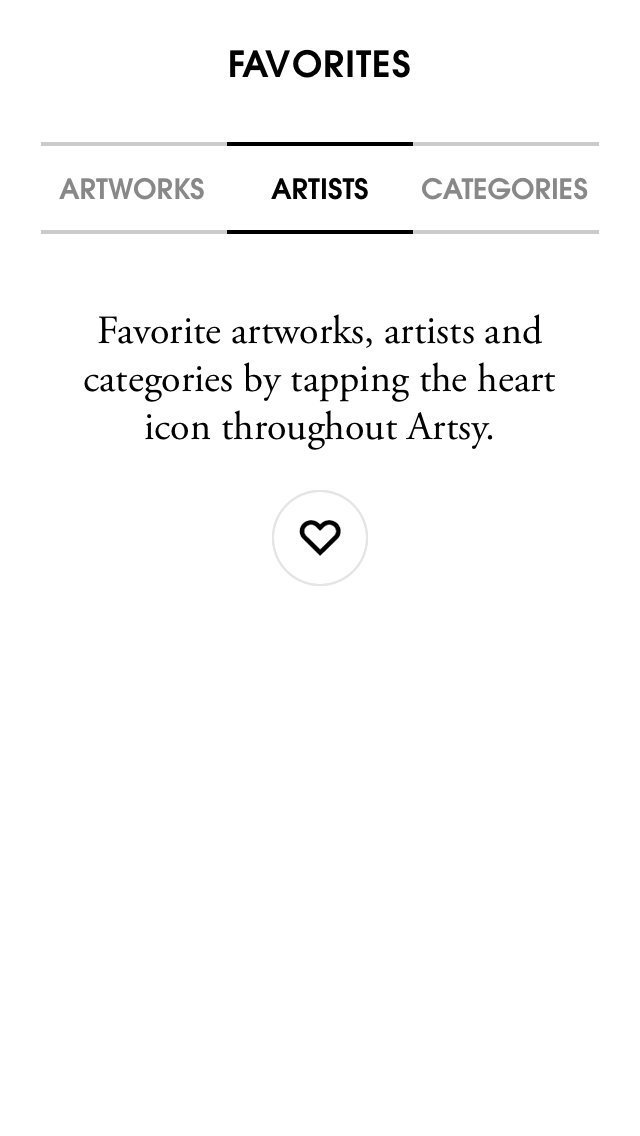 FAVORITES
ARTWORKS ARTISTS CATEGORIES
Favorite artworks, artists and
categories by tapping the heart
icon throughout Artsy.